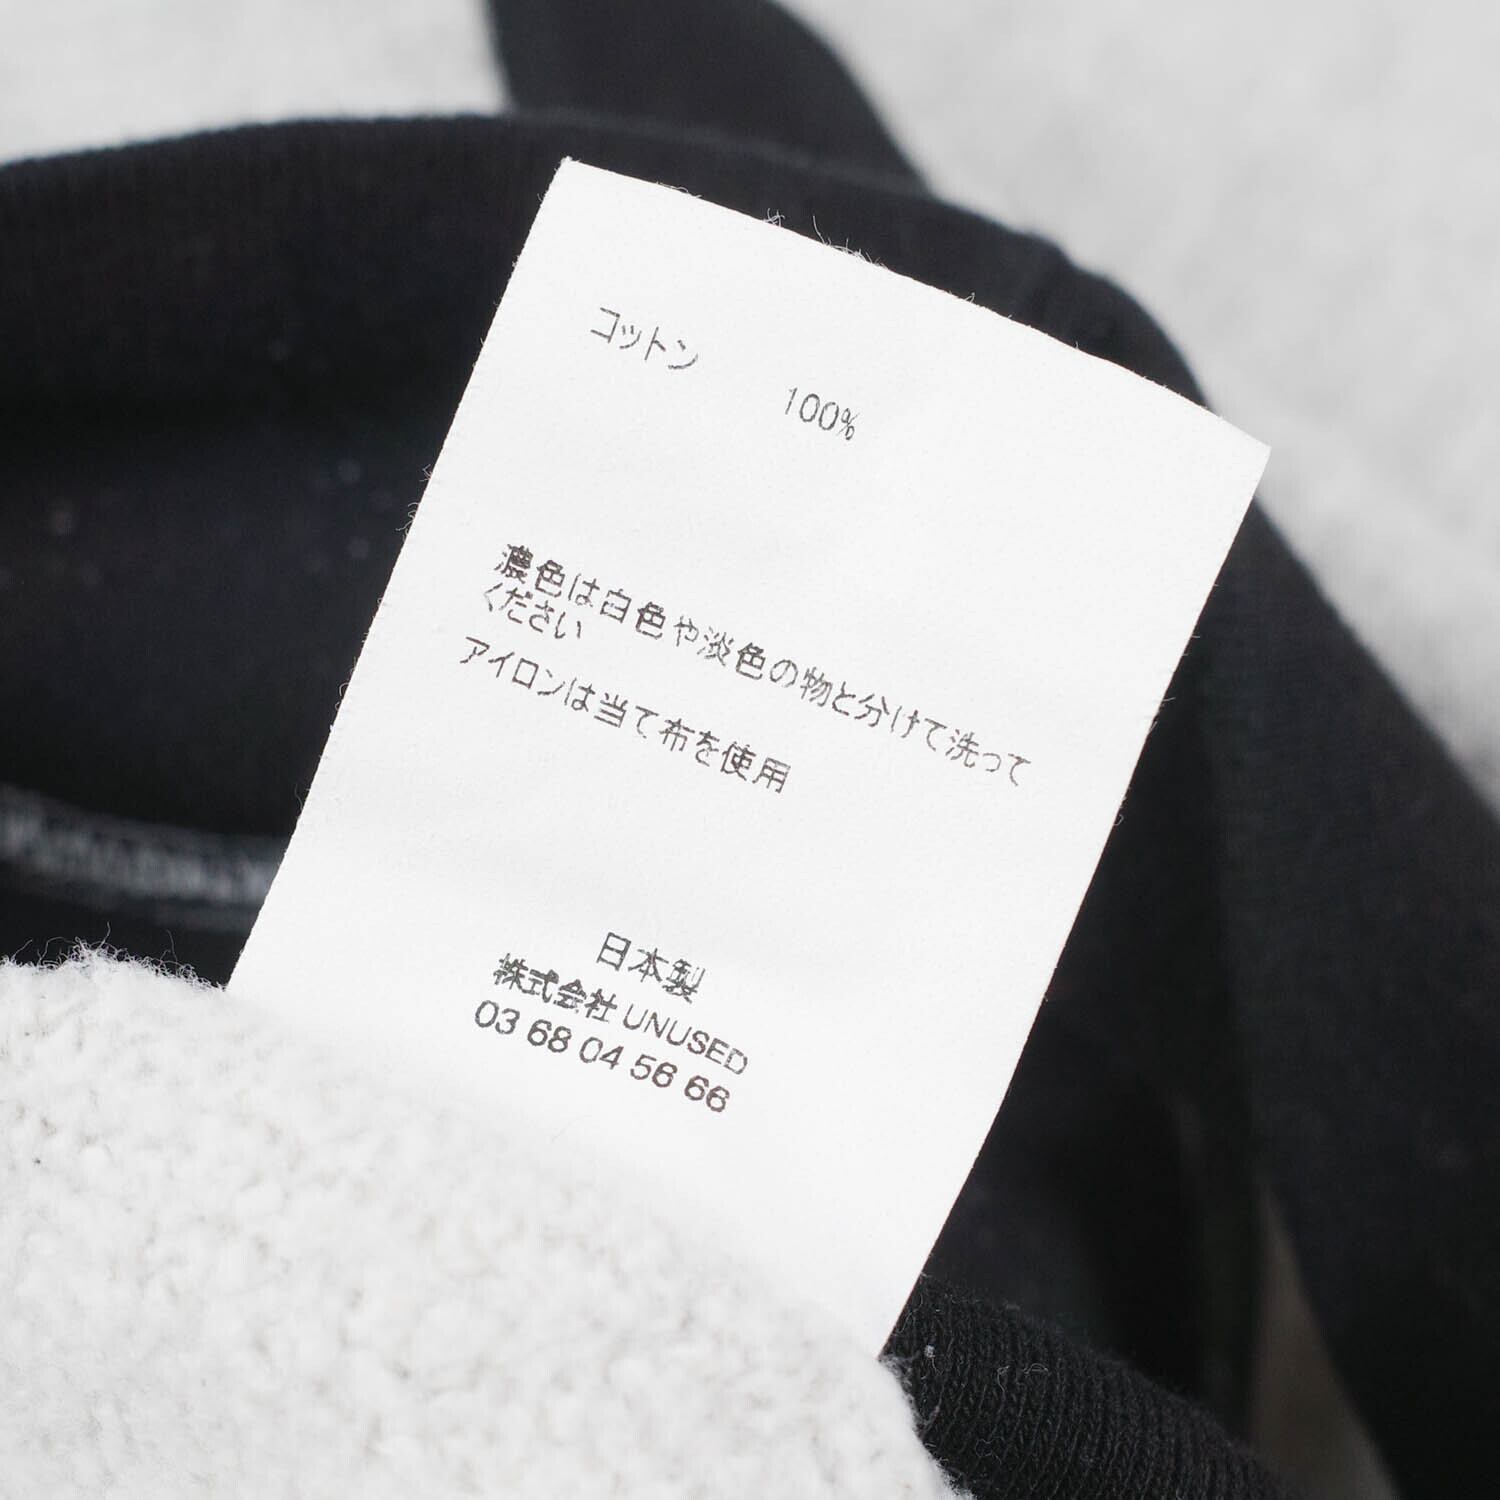 コットン 100%
濃色は白色や淡色の物と分けて洗って
ください
アイロンは当て布を使用
日本製
株式会社 UNUSED
03 68 04 56 66